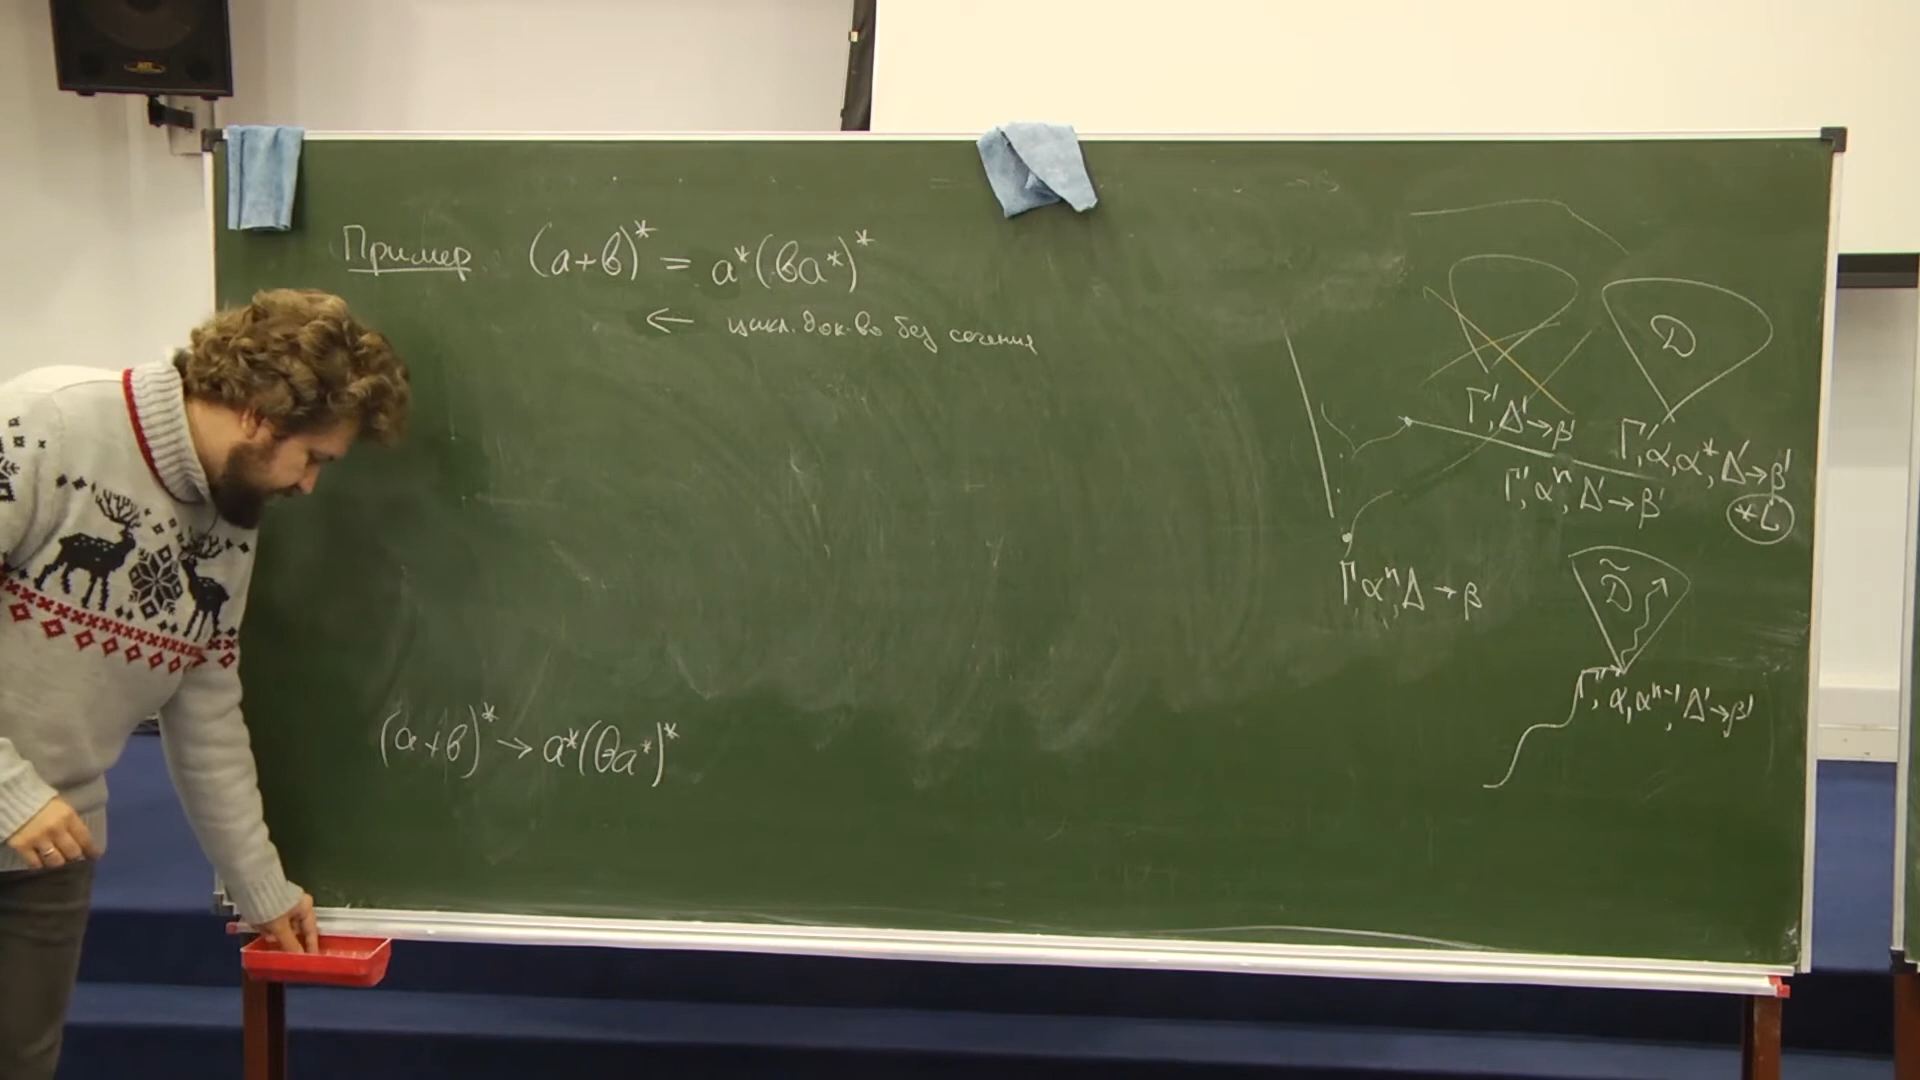 Пример (a+b)* = a*(ba*)*
← цикл. док-во без сечения
(a+b)* → a*(ba*)*
D
Γ', Δ' → β'
Γ', α, α*, Δ' → β'
Γ', αⁿ, Δ' → β'
*L
Γ, αⁿ, Δ → β
D̃
Γ', α, αⁿ⁻¹, Δ' → β'